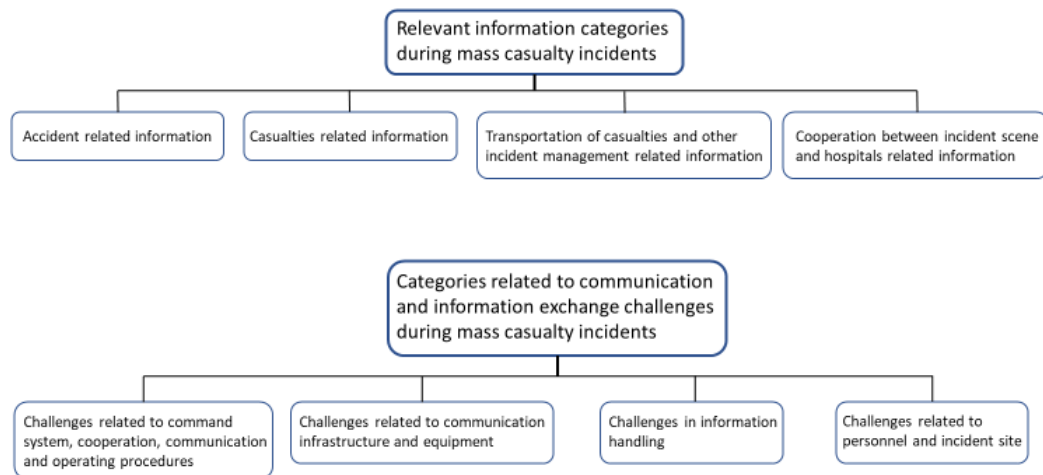 Relevant information categories
during mass casualty incidents
Accident related information
Casualties related information
Transportation of casualties and other
incident management related information
Cooperation between incident scene
and hospitals related information
Categories related to communication
and information exchange challenges
during mass casualty incidents
Challenges related to command
system, cooperation, communication
and operating procedures
Challenges related to communication
infrastructure and equipment
Challenges in information
handling
Challenges related to
personnel and incident site